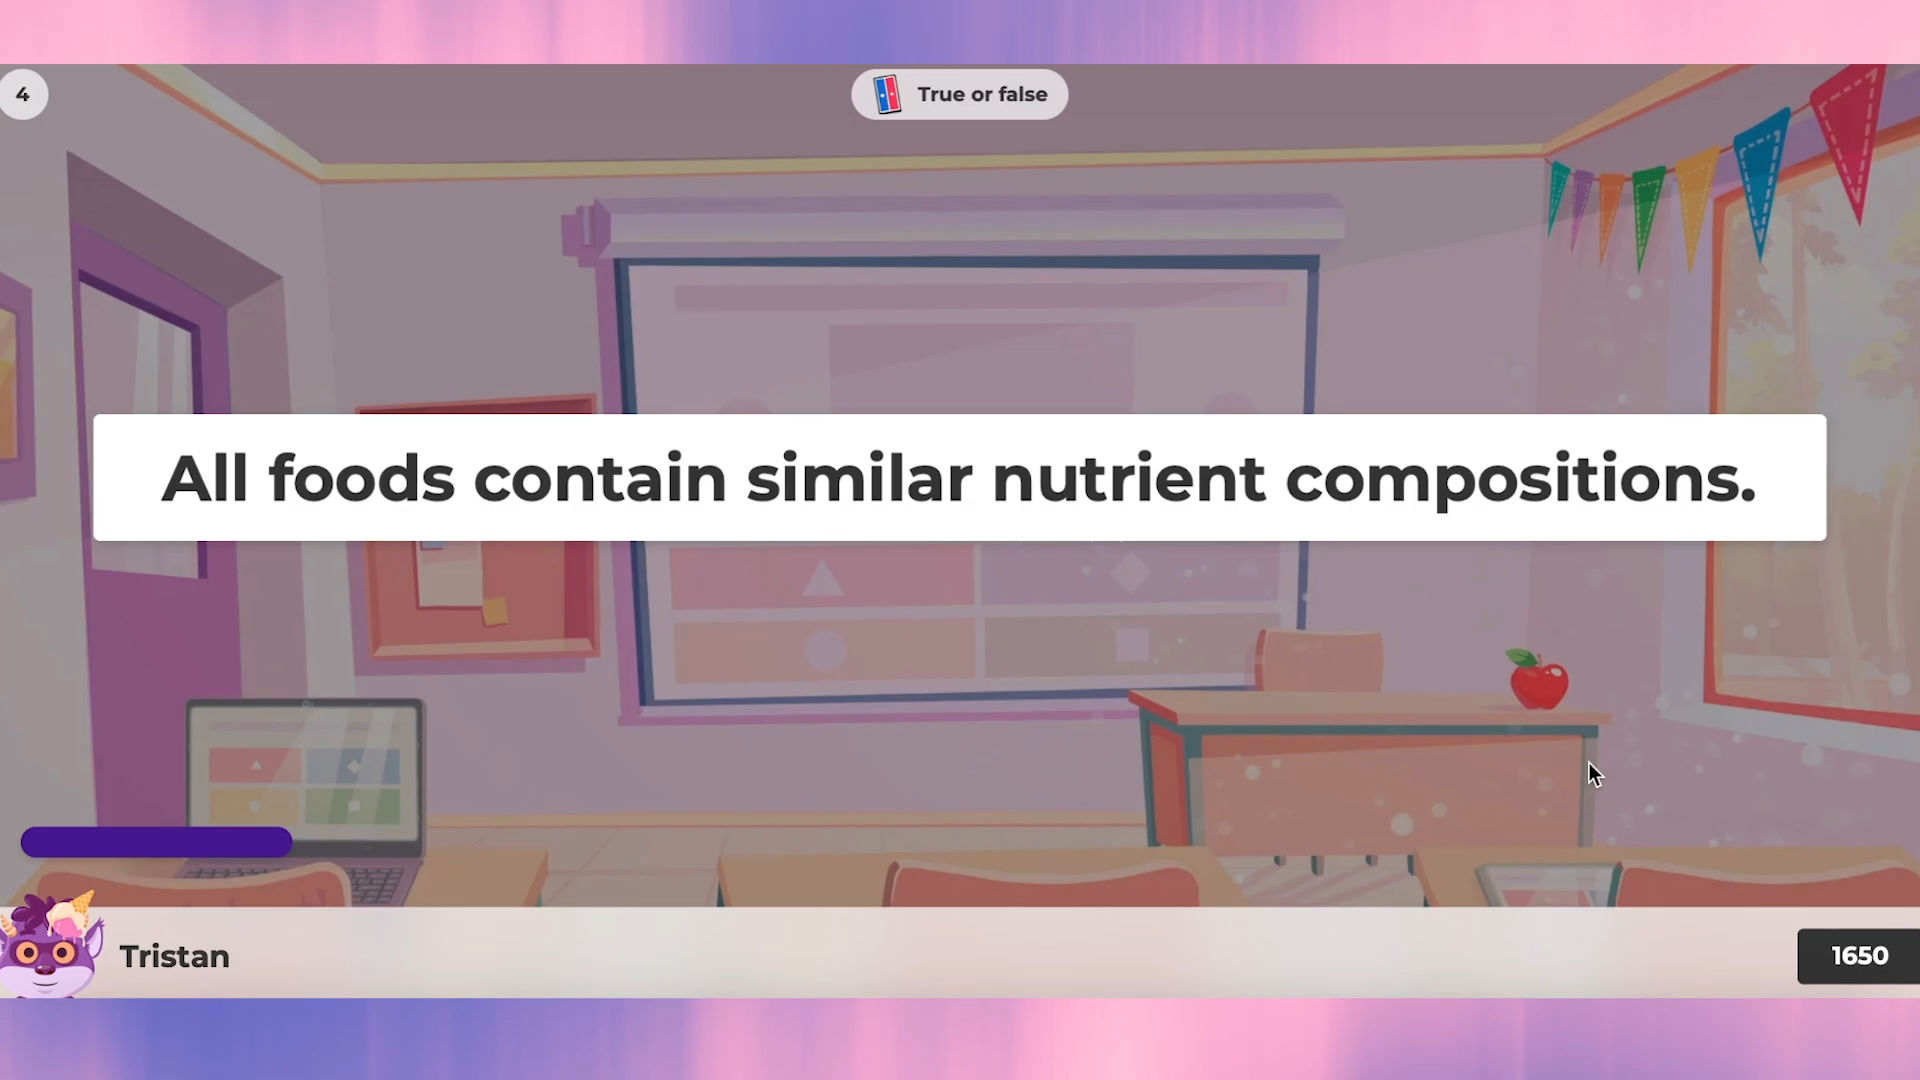 4
True or false
All foods contain similar nutrient compositions.
Tristan
1650